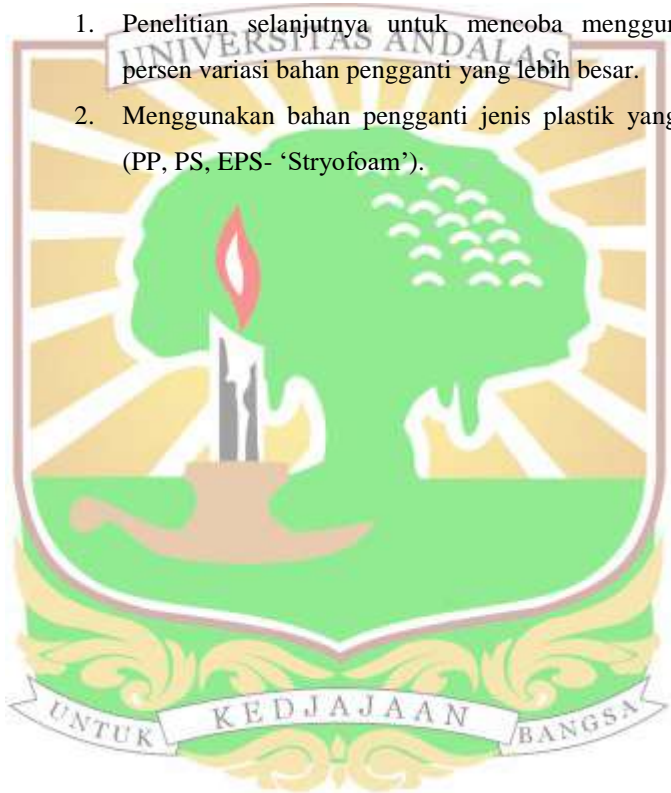 1. Penelitian selanjutnya untuk mencoba menggun
UNIVERSITAS ANDALAS
persen variasi bahan pengganti yang lebih besar.
2. Menggunakan bahan pengganti jenis plastik yang
(PP, PS, EPS- ‘Stryofoam’).
UNTUK KEDJAJAAN BANGSA